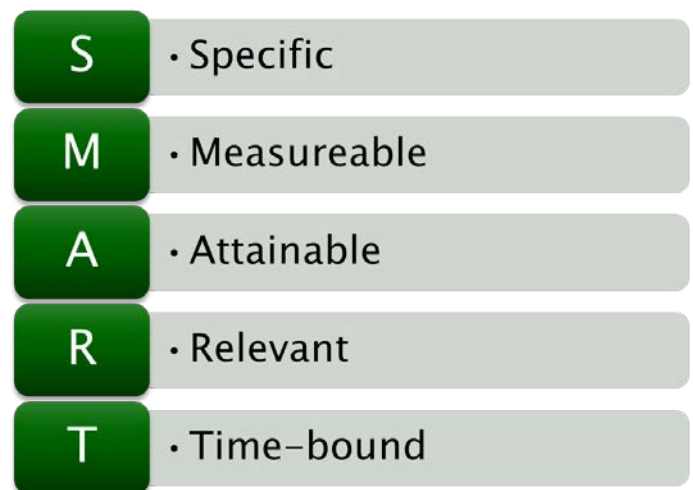 S · Specific
M · Measureable
A · Attainable
R · Relevant
T · Time-bound